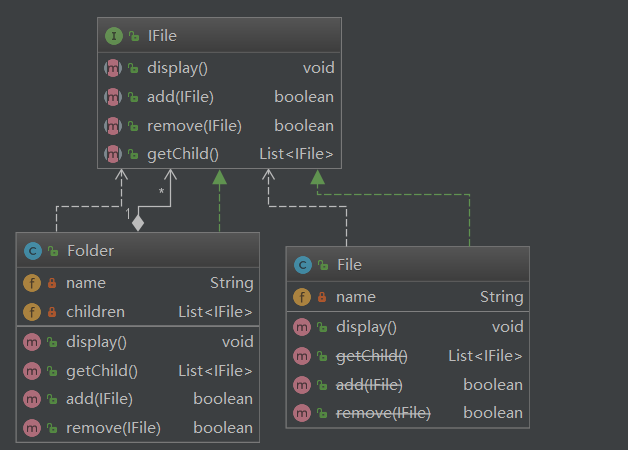 I IFile
m display() void
m add(IFile) boolean
m remove(IFile) boolean
m getChild() List<IFile>
1 *
C Folder
f name String
f children List<IFile>
m display() void
m getChild() List<IFile>
m add(IFile) boolean
m remove(IFile) boolean
C File
f name String
m display() void
m getChild() List<IFile>
m add(IFile) boolean
m remove(IFile) boolean